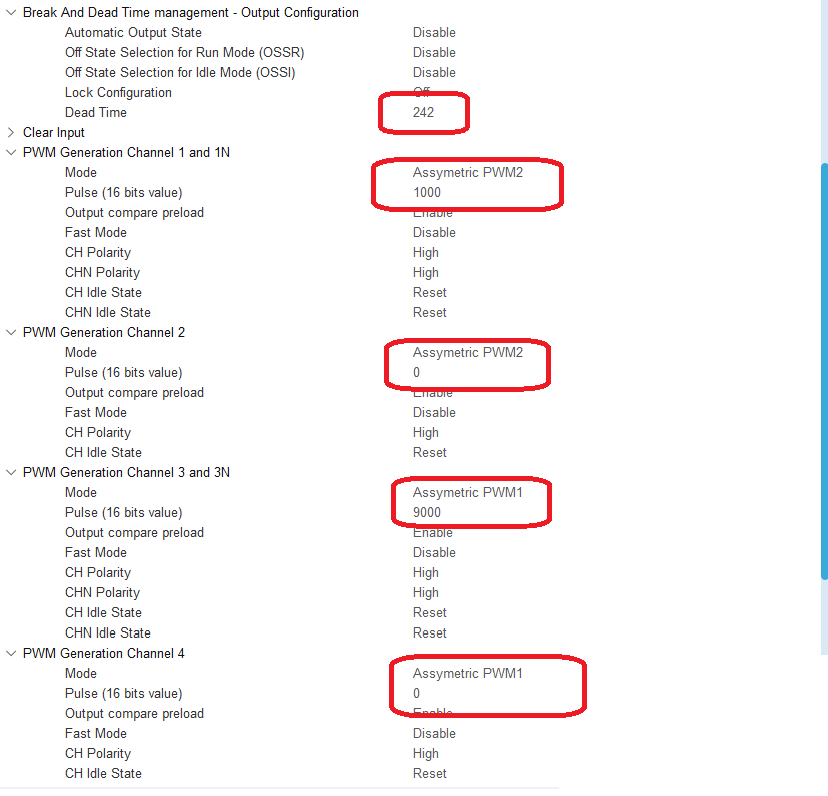 Break And Dead Time management - Output Configuration
Automatic Output State Disable
Off State Selection for Run Mode (OSSR) Disable
Off State Selection for Idle Mode (OSSI) Disable
Lock Configuration Off
Dead Time 242
Clear Input
PWM Generation Channel 1 and 1N
Mode Assymetric PWM2
Pulse (16 bits value) 1000
Output compare preload Enable
Fast Mode Disable
CH Polarity High
CHN Polarity High
CH Idle State Reset
CHN Idle State Reset
PWM Generation Channel 2
Mode Assymetric PWM2
Pulse (16 bits value) 0
Output compare preload Enable
Fast Mode Disable
CH Polarity High
CH Idle State Reset
PWM Generation Channel 3 and 3N
Mode Assymetric PWM1
Pulse (16 bits value) 9000
Output compare preload Enable
Fast Mode Disable
CH Polarity High
CHN Polarity High
CH Idle State Reset
CHN Idle State Reset
PWM Generation Channel 4
Mode Assymetric PWM1
Pulse (16 bits value) 0
Output compare preload Enable
Fast Mode Disable
CH Polarity High
CH Idle State Reset